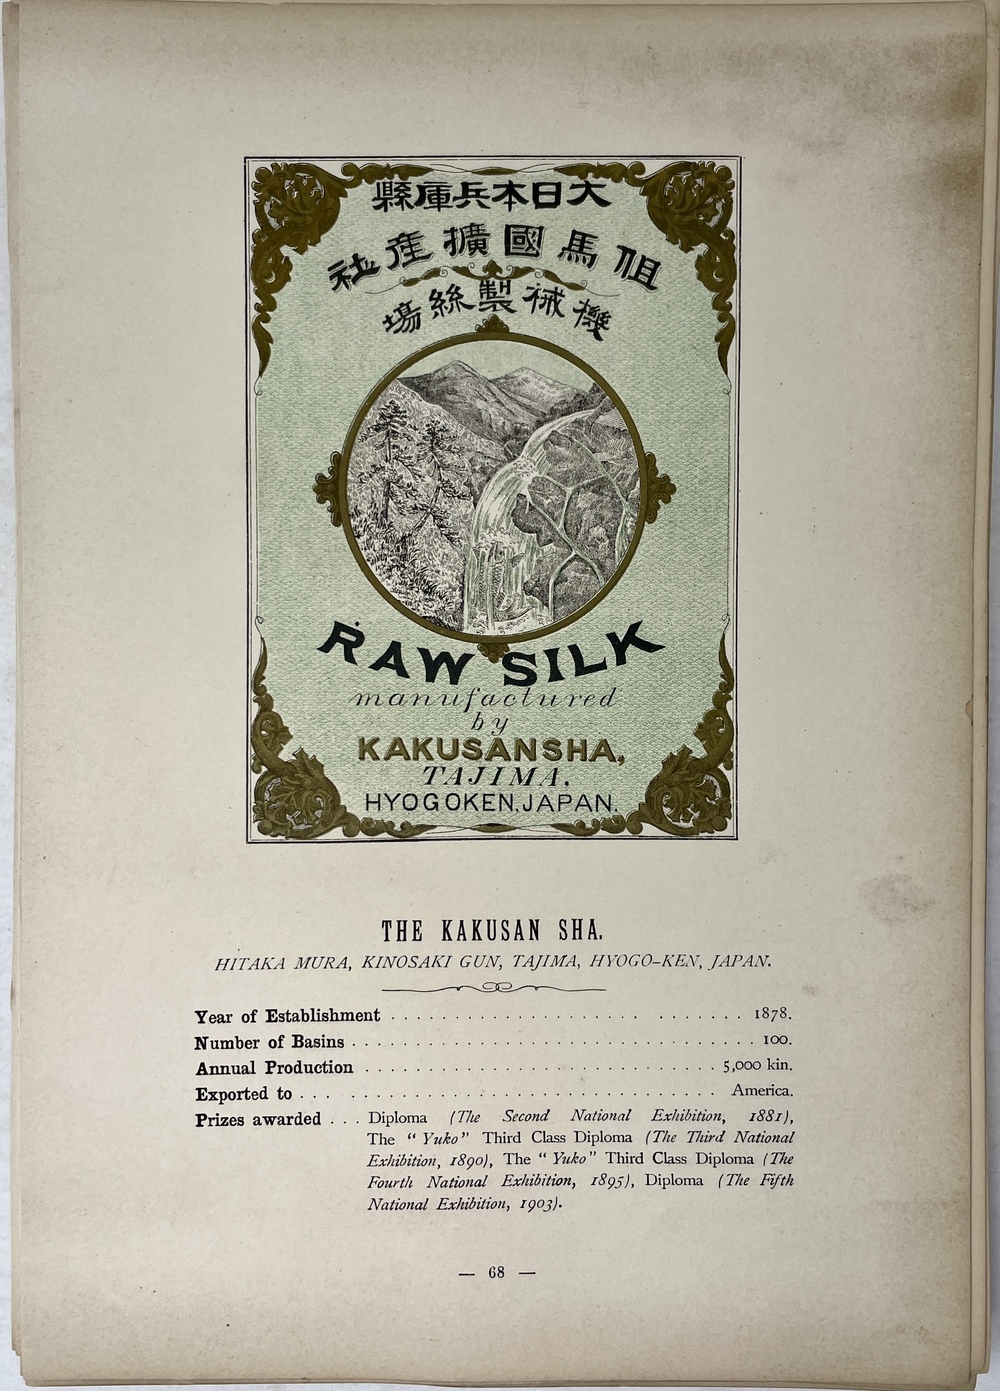 大日本兵庫縣
伹馬國擴產社
機械製絲場
RAW SILK
manufactured
by
KAKUSANSHA,
TAJIMA,
HYOGOKEN, JAPAN.
THE KAKUSAN SHA.
HITAKA MURA, KINOSAKI GUN, TAJIMA, HYOGO-KEN, JAPAN.
Year of Establishment . . . . . . . . . . . . . . . . . . . . . . . . . . 1878.
Number of Basins . . . . . . . . . . . . . . . . . . . . . . . . . . . . . 100.
Annual Production . . . . . . . . . . . . . . . . . . . . . . . . . . . 5,000 kin.
Exported to . . . . . . . . . . . . . . . . . . . . . . . . . . . . . . America.
Prizes awarded . . . Diploma (The Second National Exhibition, 1881),
The "Yuko" Third Class Diploma (The Third National
Exhibition, 1890), The "Yuko" Third Class Diploma (The
Fourth National Exhibition, 1895), Diploma (The Fifth
National Exhibition, 1903).
— 68 —